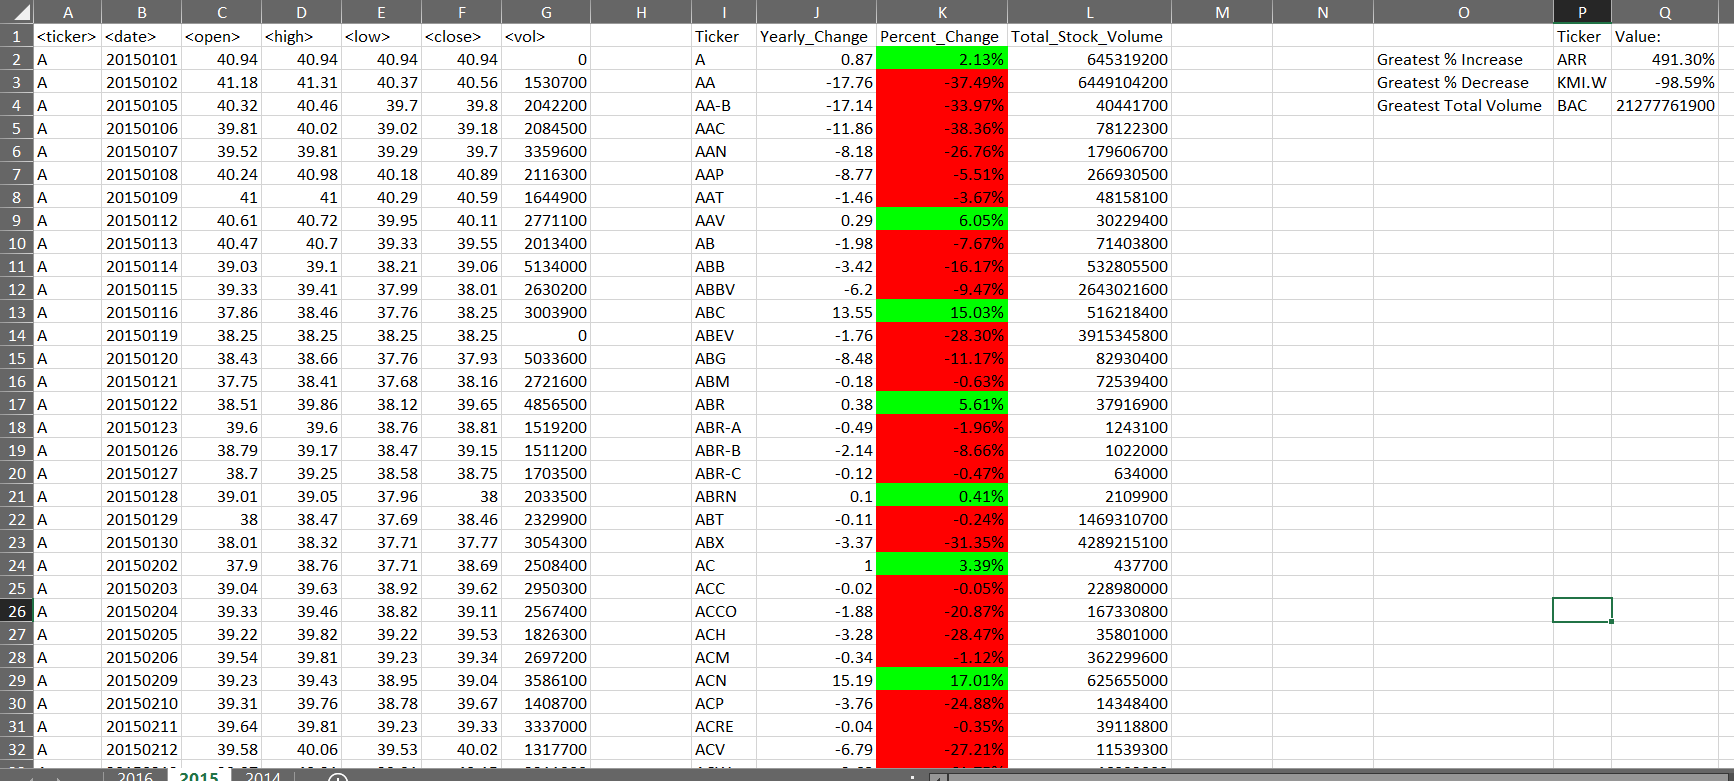 A B C D E F G H I J K L M N O P Q
1 <ticker> <date> <open> <high> <low> <close> <vol> Ticker Yearly_Change Percent_Change Total_Stock_Volume Ticker Value:
2 A 20150101 40.94 40.94 40.94 40.94 0 A 0.87 2.13% 645319200 Greatest % Increase ARR 491.30%
3 A 20150102 41.18 41.31 40.37 40.56 1530700 AA -17.76 -37.49% 6449104200 Greatest % Decrease KMI.W -98.59%
4 A 20150105 40.32 40.46 39.7 39.8 2042200 AA-B -17.14 -33.97% 40441700 Greatest Total Volume BAC 21277761900
5 A 20150106 39.81 40.02 39.02 39.18 2084500 AAC -11.86 -38.36% 78122300
6 A 20150107 39.52 39.81 39.29 39.7 3359600 AAN -8.18 -26.76% 179606700
7 A 20150108 40.24 40.98 40.18 40.89 2116300 AAP -8.77 -5.51% 266930500
8 A 20150109 41 41 40.29 40.59 1644900 AAT -1.46 -3.67% 48158100
9 A 20150112 40.61 40.72 39.95 40.11 2771100 AAV 0.29 6.05% 30229400
10 A 20150113 40.47 40.7 39.33 39.55 2013400 AB -1.98 -7.67% 71403800
11 A 20150114 39.03 39.1 38.21 39.06 5134000 ABB -3.42 -16.17% 532805500
12 A 20150115 39.33 39.41 37.99 38.01 2630200 ABBV -6.2 -9.47% 2643021600
13 A 20150116 37.86 38.46 37.76 38.25 3003900 ABC 13.55 15.03% 516218400
14 A 20150119 38.25 38.25 38.25 38.25 0 ABEV -1.76 -28.30% 3915345800
15 A 20150120 38.43 38.66 37.76 37.93 5033600 ABG -8.48 -11.17% 82930400
16 A 20150121 37.75 38.41 37.68 38.16 2721600 ABM -0.18 -0.63% 72539400
17 A 20150122 38.51 39.86 38.12 39.65 4856500 ABR 0.38 5.61% 37916900
18 A 20150123 39.6 39.6 38.76 38.81 1519200 ABR-A -0.49 -1.96% 1243100
19 A 20150126 38.79 39.17 38.47 39.15 1511200 ABR-B -2.14 -8.66% 1022000
20 A 20150127 38.7 39.25 38.58 38.75 1703500 ABR-C -0.12 -0.47% 634000
21 A 20150128 39.01 39.05 37.96 38 2033500 ABRN 0.1 0.41% 2109900
22 A 20150129 38 38.47 37.69 38.46 2329900 ABT -0.11 -0.24% 1469310700
23 A 20150130 38.01 38.32 37.71 37.77 3054300 ABX -3.37 -31.35% 4289215100
24 A 20150202 37.9 38.76 37.71 38.69 2508400 AC 1 3.39% 437700
25 A 20150203 39.04 39.63 38.92 39.62 2950300 ACC -0.02 -0.05% 228980000
26 A 20150204 39.33 39.46 38.82 39.11 2567400 ACCO -1.88 -20.87% 167330800
27 A 20150205 39.22 39.82 39.22 39.53 1826300 ACH -3.28 -28.47% 35801000
28 A 20150206 39.54 39.81 39.23 39.34 2697200 ACM -0.34 -1.12% 362299600
29 A 20150209 39.23 39.43 38.95 39.04 3586100 ACN 15.19 17.01% 625655000
30 A 20150210 39.31 39.76 38.78 39.67 1408700 ACP -3.76 -24.88% 14348400
31 A 20150211 39.64 39.81 39.23 39.33 3337000 ACRE -0.04 -0.35% 39118800
32 A 20150212 39.58 40.06 39.53 40.02 1317700 ACV -6.79 -27.21% 11539300
2016 2015 2014